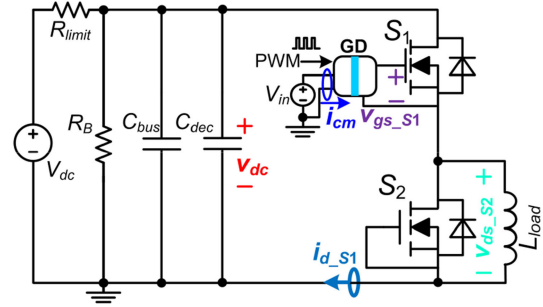 R_limit
S_1
PWM
GD
V_in
i_cm
v_gs_S1
R_B
C_bus
C_dec
v_dc
V_dc
S_2
v_ds_S2
L_load
i_d_S1